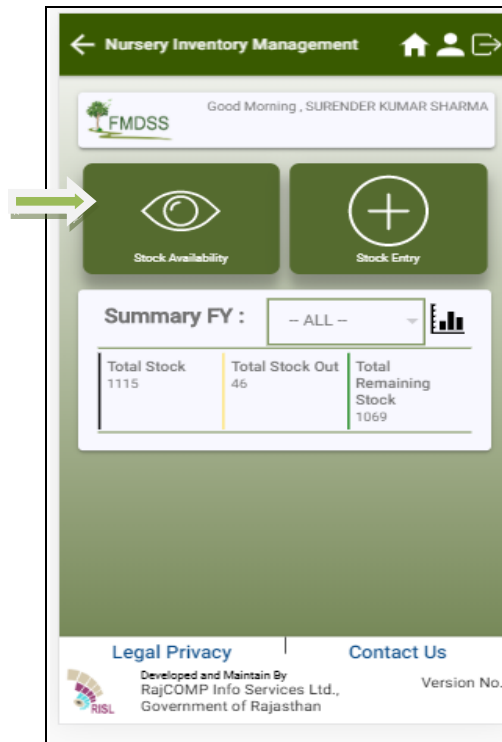 Nursery Inventory Management
Good Morning , SURENDER KUMAR SHARMA
FMDSS
Stock Availability
Stock Entry
Summary FY :
-- ALL --
Total Stock
1115
Total Stock Out
46
Total
Remaining
Stock
1069
Legal Privacy
Contact Us
Developed and Maintain By
RajCOMP Info Services Ltd.,
Government of Rajasthan
Version No.
RISL